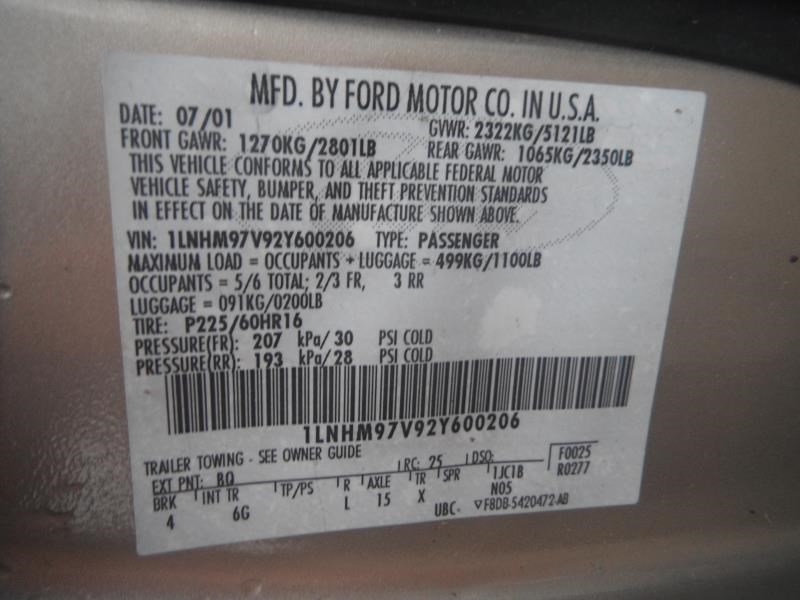 MFD. BY FORD MOTOR CO. IN U.S.A.
DATE: 07/01 GVWR: 2322KG/5121LB
FRONT GAWR: 1270KG/2801LB REAR GAWR: 1065KG/2350LB
THIS VEHICLE CONFORMS TO ALL APPLICABLE FEDERAL MOTOR
VEHICLE SAFETY, BUMPER, AND THEFT PREVENTION STANDARDS
IN EFFECT ON THE DATE OF MANUFACTURE SHOWN ABOVE.
VIN: 1LNHM97V92Y600206 TYPE: PASSENGER
MAXIMUM LOAD = OCCUPANTS + LUGGAGE = 499KG/1100LB
OCCUPANTS = 5/6 TOTAL; 2/3 FR, 3 RR
LUGGAGE = 091KG/0200LB
TIRE: P225/60HR16
PRESSURE(FR): 207 kPa/30 PSI COLD
PRESSURE(RR): 193 kPa/28 PSI COLD
1LNHM97V92Y600206
TRAILER TOWING - SEE OWNER GUIDE
EXT PNT: BQ RC: 25 DSO: F0025
BRK INT TR TP/PS R AXLE TR SPR 1JC1B R0277
4 6G L 15 X N05
UBC- ▽F8DB-5420472-AB